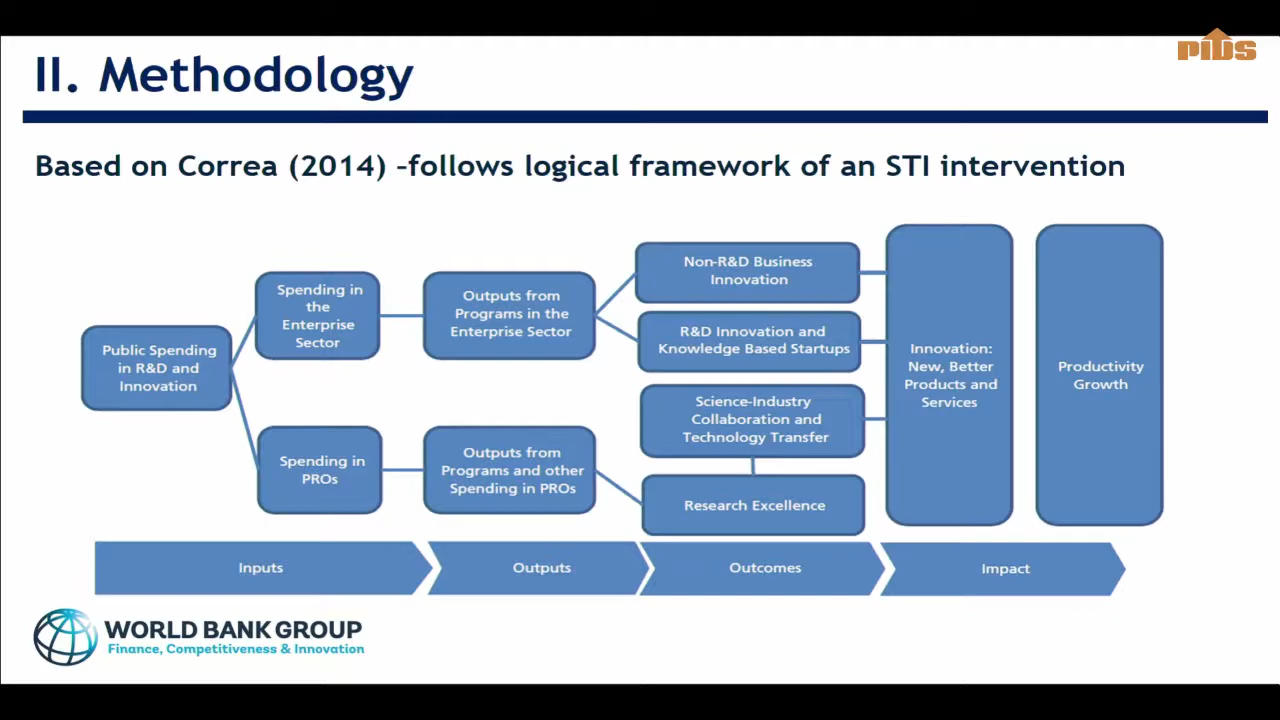 PIDS
II. Methodology
Based on Correa (2014) –follows logical framework of an STI intervention
Public Spending
in R&D and
Innovation
Spending in
the
Enterprise
Sector
Spending in
PROs
Outputs from
Programs in the
Enterprise Sector
Outputs from
Programs and other
Spending in PROs
Non-R&D Business
Innovation
R&D Innovation and
Knowledge Based Startups
Science-Industry
Collaboration and
Technology Transfer
Research Excellence
Innovation:
New, Better
Products and
Services
Productivity
Growth
Inputs
Outputs
Outcomes
Impact
WORLD BANK GROUP
Finance, Competitiveness & Innovation